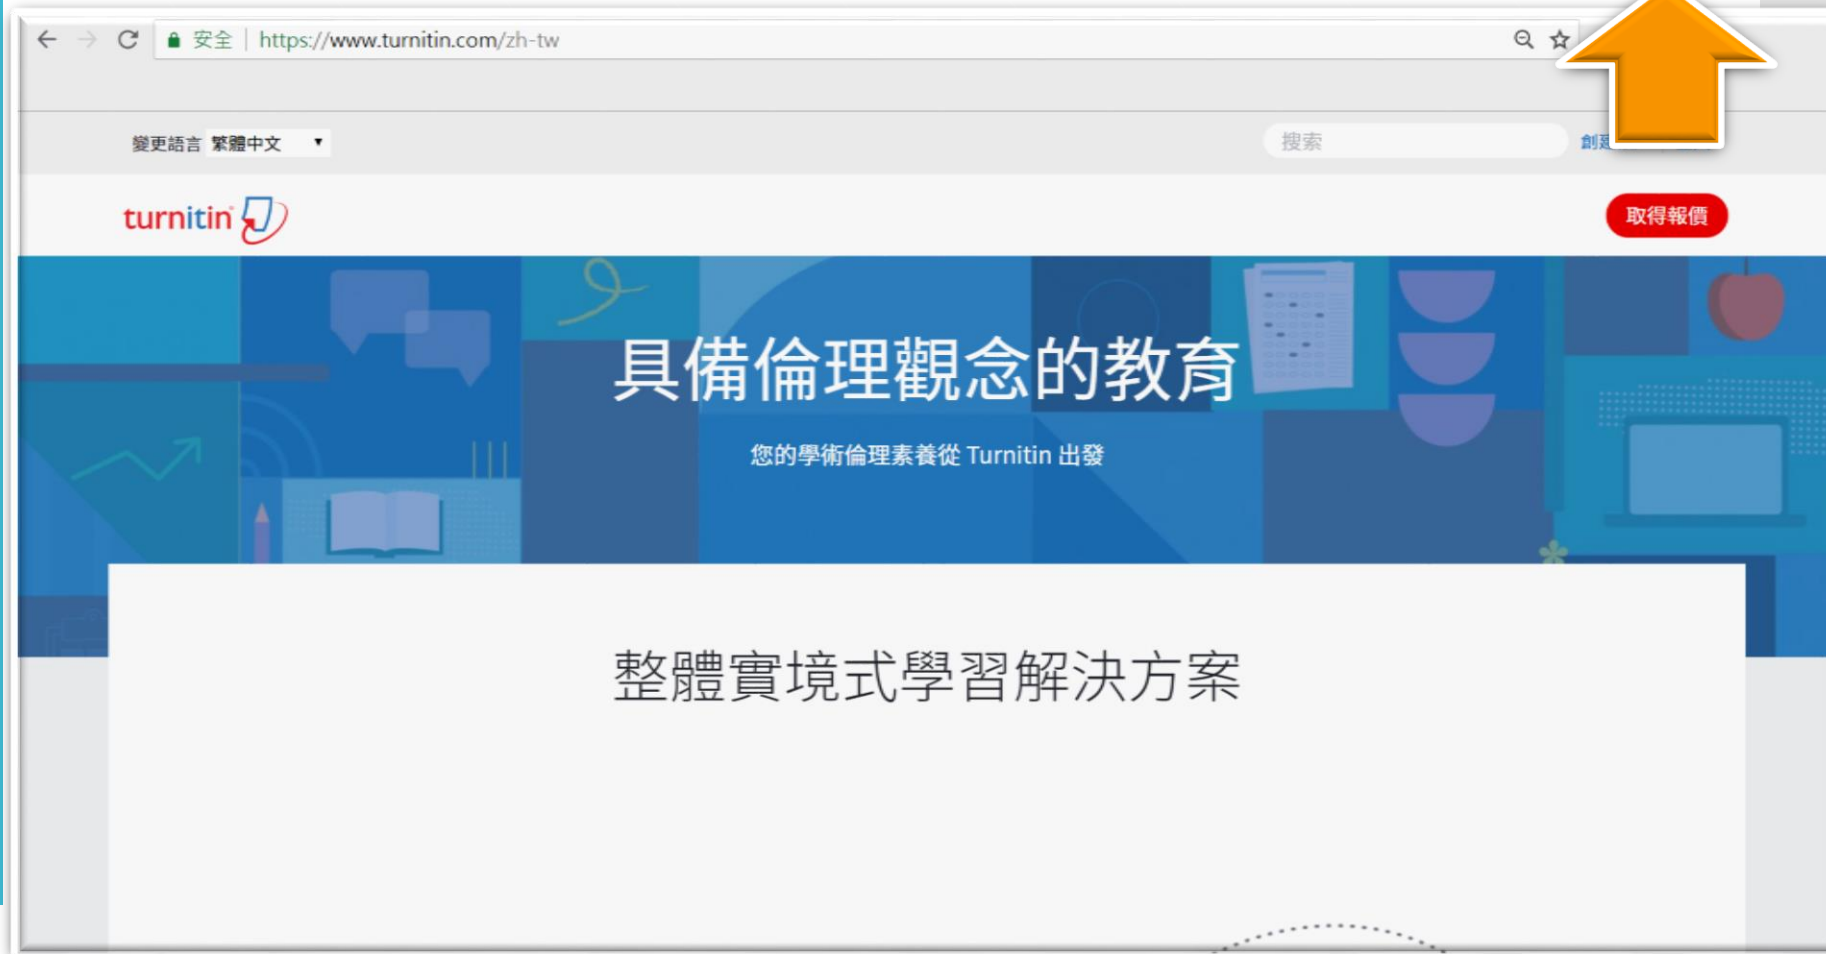 安全 https://www.turnitin.com/zh-tw
變更語言 繁體中文 搜索
turnitin 取得報價
具備倫理觀念的教育
您的學術倫理素養從 Turnitin 出發
整體實境式學習解決方案